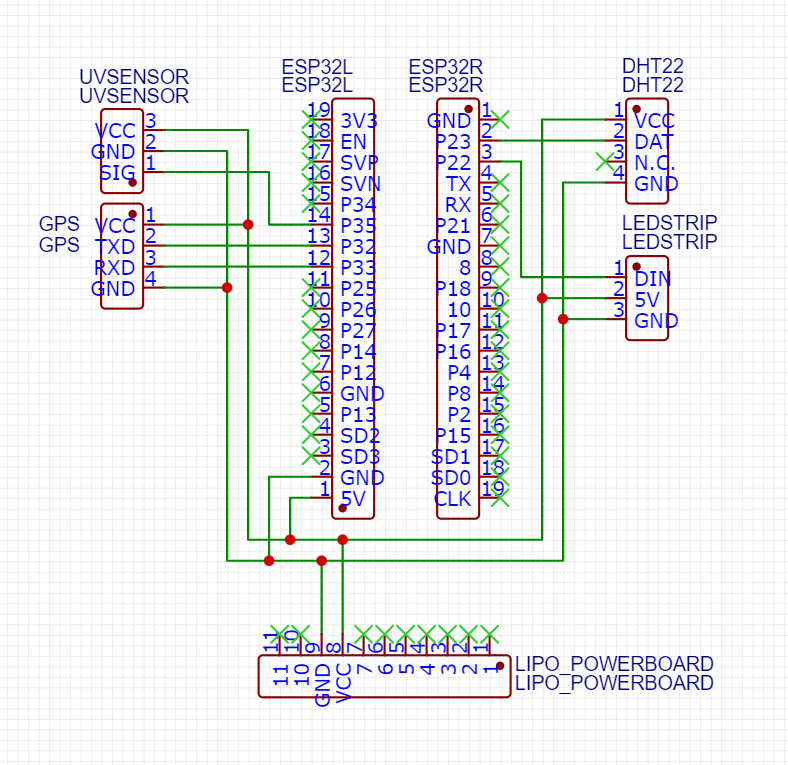 UVSENSOR
UVSENSOR
VCC 3
GND 2
SIG 1
GPS
GPS
VCC 1
TXD 2
RXD 3
GND 4
ESP32L
ESP32L
19 3V3
18 EN
17 SVP
16 SVN
15 P34
14 P35
13 P32
12 P33
11 P25
10 P26
9 P27
8 P14
7 P12
6 GND
5 P13
4 SD2
3 SD3
2 GND
1 5V
ESP32R
ESP32R
GND 1
P23 2
P22 3
TX 4
RX 5
P21 6
GND 7
8 8
P18 9
10 10
P17 11
P16 12
P4 13
P8 14
P2 15
P15 16
SD1 17
SD0 18
CLK 19
DHT22
DHT22
1 VCC
2 DAT
3 N.C.
4 GND
LEDSTRIP
LEDSTRIP
1 DIN
2 5V
3 GND
11 10 9 8 7 6 5 4 3 2 1
11 10 GND VCC 7 6 5 4 3 2 1
LIPO_POWERBOARD
LIPO_POWERBOARD